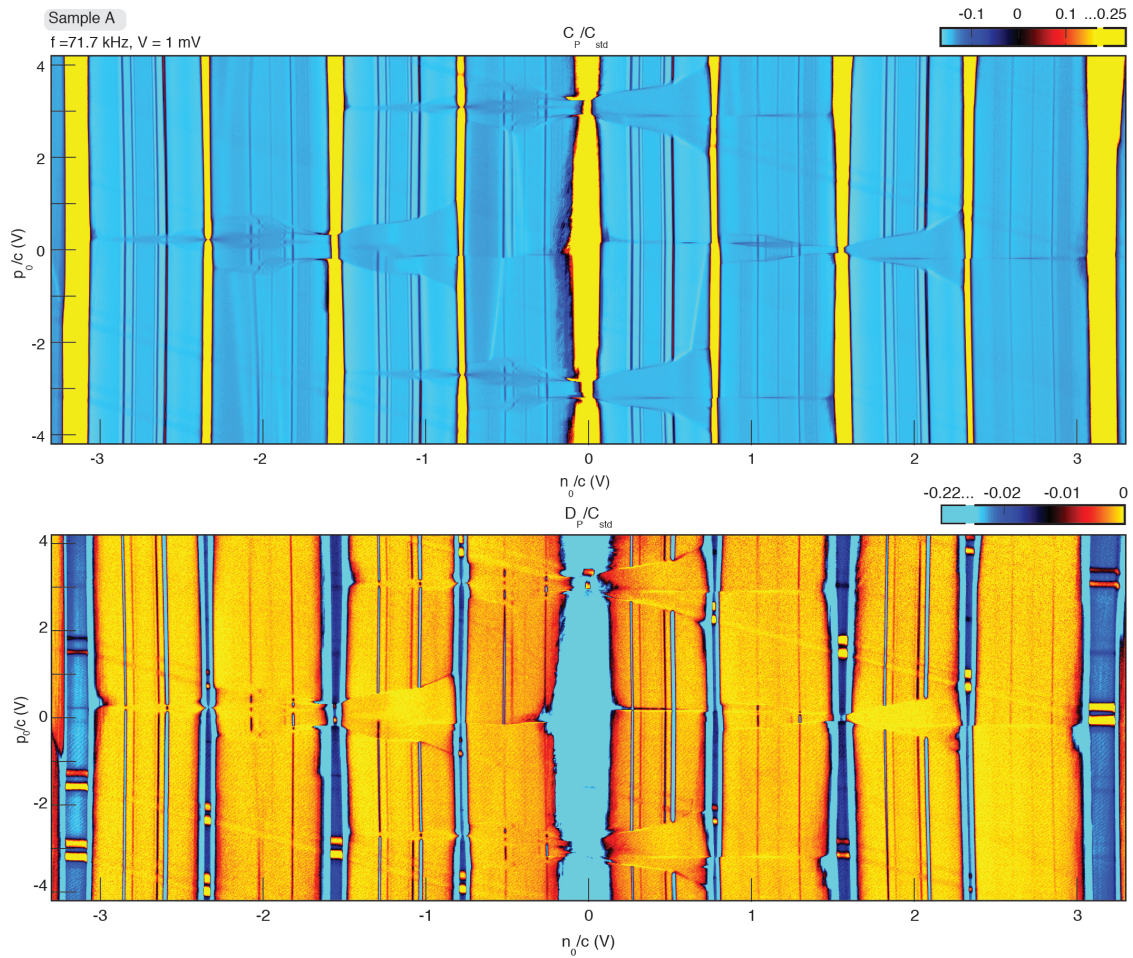 Sample A
f =71.7 kHz, V = 1 mV
C_P/C_std
-0.1 0 0.1 ...0.25
4
2
0
-2
-4
p_0/c (V)
-3 -2 -1 0 1 2 3
n_0/c (V)
D_P/C_std
-0.22... -0.02 -0.01 0
4
2
0
-2
-4
p_0/c (V)
-3 -2 -1 0 1 2 3
n_0/c (V)